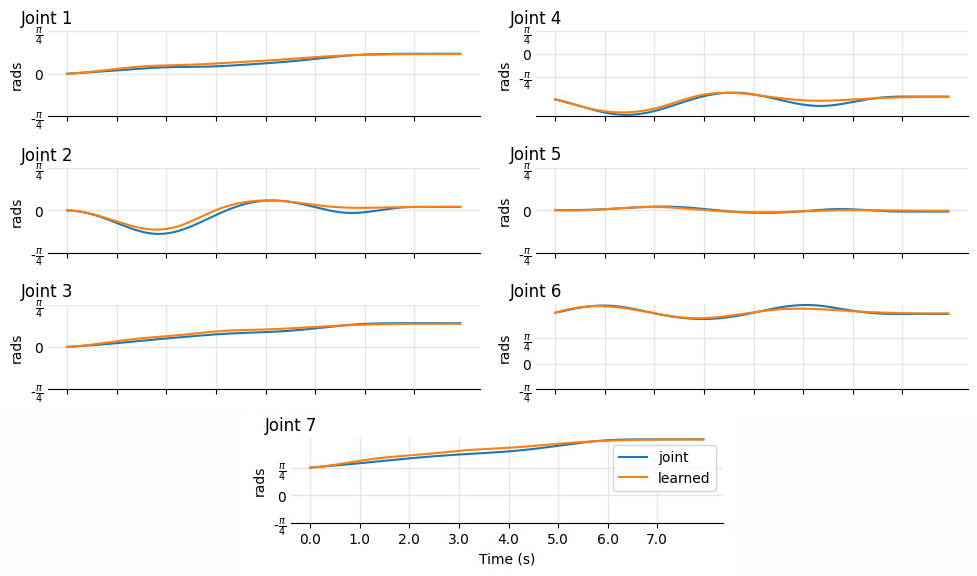 Joint 1
π/4
rads
0
-π/4
Joint 4
π/4
0
-π/4
Joint 2
π/4
rads
0
-π/4
Joint 5
π/4
rads
0
-π/4
Joint 3
π/4
rads
0
-π/4
Joint 6
rads
π/4
0
-π/4
Joint 7
rads
π/4
0
-π/4
joint
learned
0.0 1.0 2.0 3.0 4.0 5.0 6.0 7.0
Time (s)